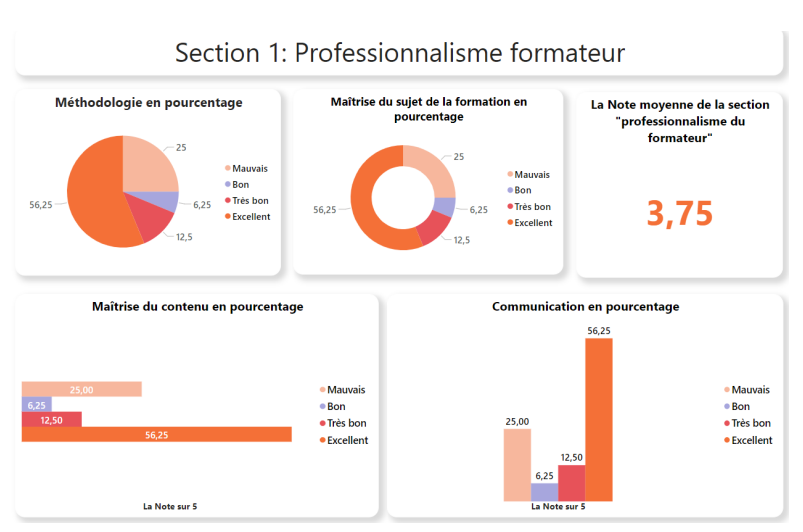 Section 1: Professionnalisme formateur
Méthodologie en pourcentage
25
6,25
12,5
56,25
Mauvais
Bon
Très bon
Excellent
Maîtrise du sujet de la formation en
pourcentage
25
6,25
12,5
56,25
Mauvais
Bon
Très bon
Excellent
La Note moyenne de la section
"professionnalisme du
formateur"
3,75
Maîtrise du contenu en pourcentage
25,00
6,25
12,50
56,25
Mauvais
Bon
Très bon
Excellent
La Note sur 5
Communication en pourcentage
56,25
25,00
12,50
6,25
Mauvais
Bon
Très bon
Excellent
La Note sur 5